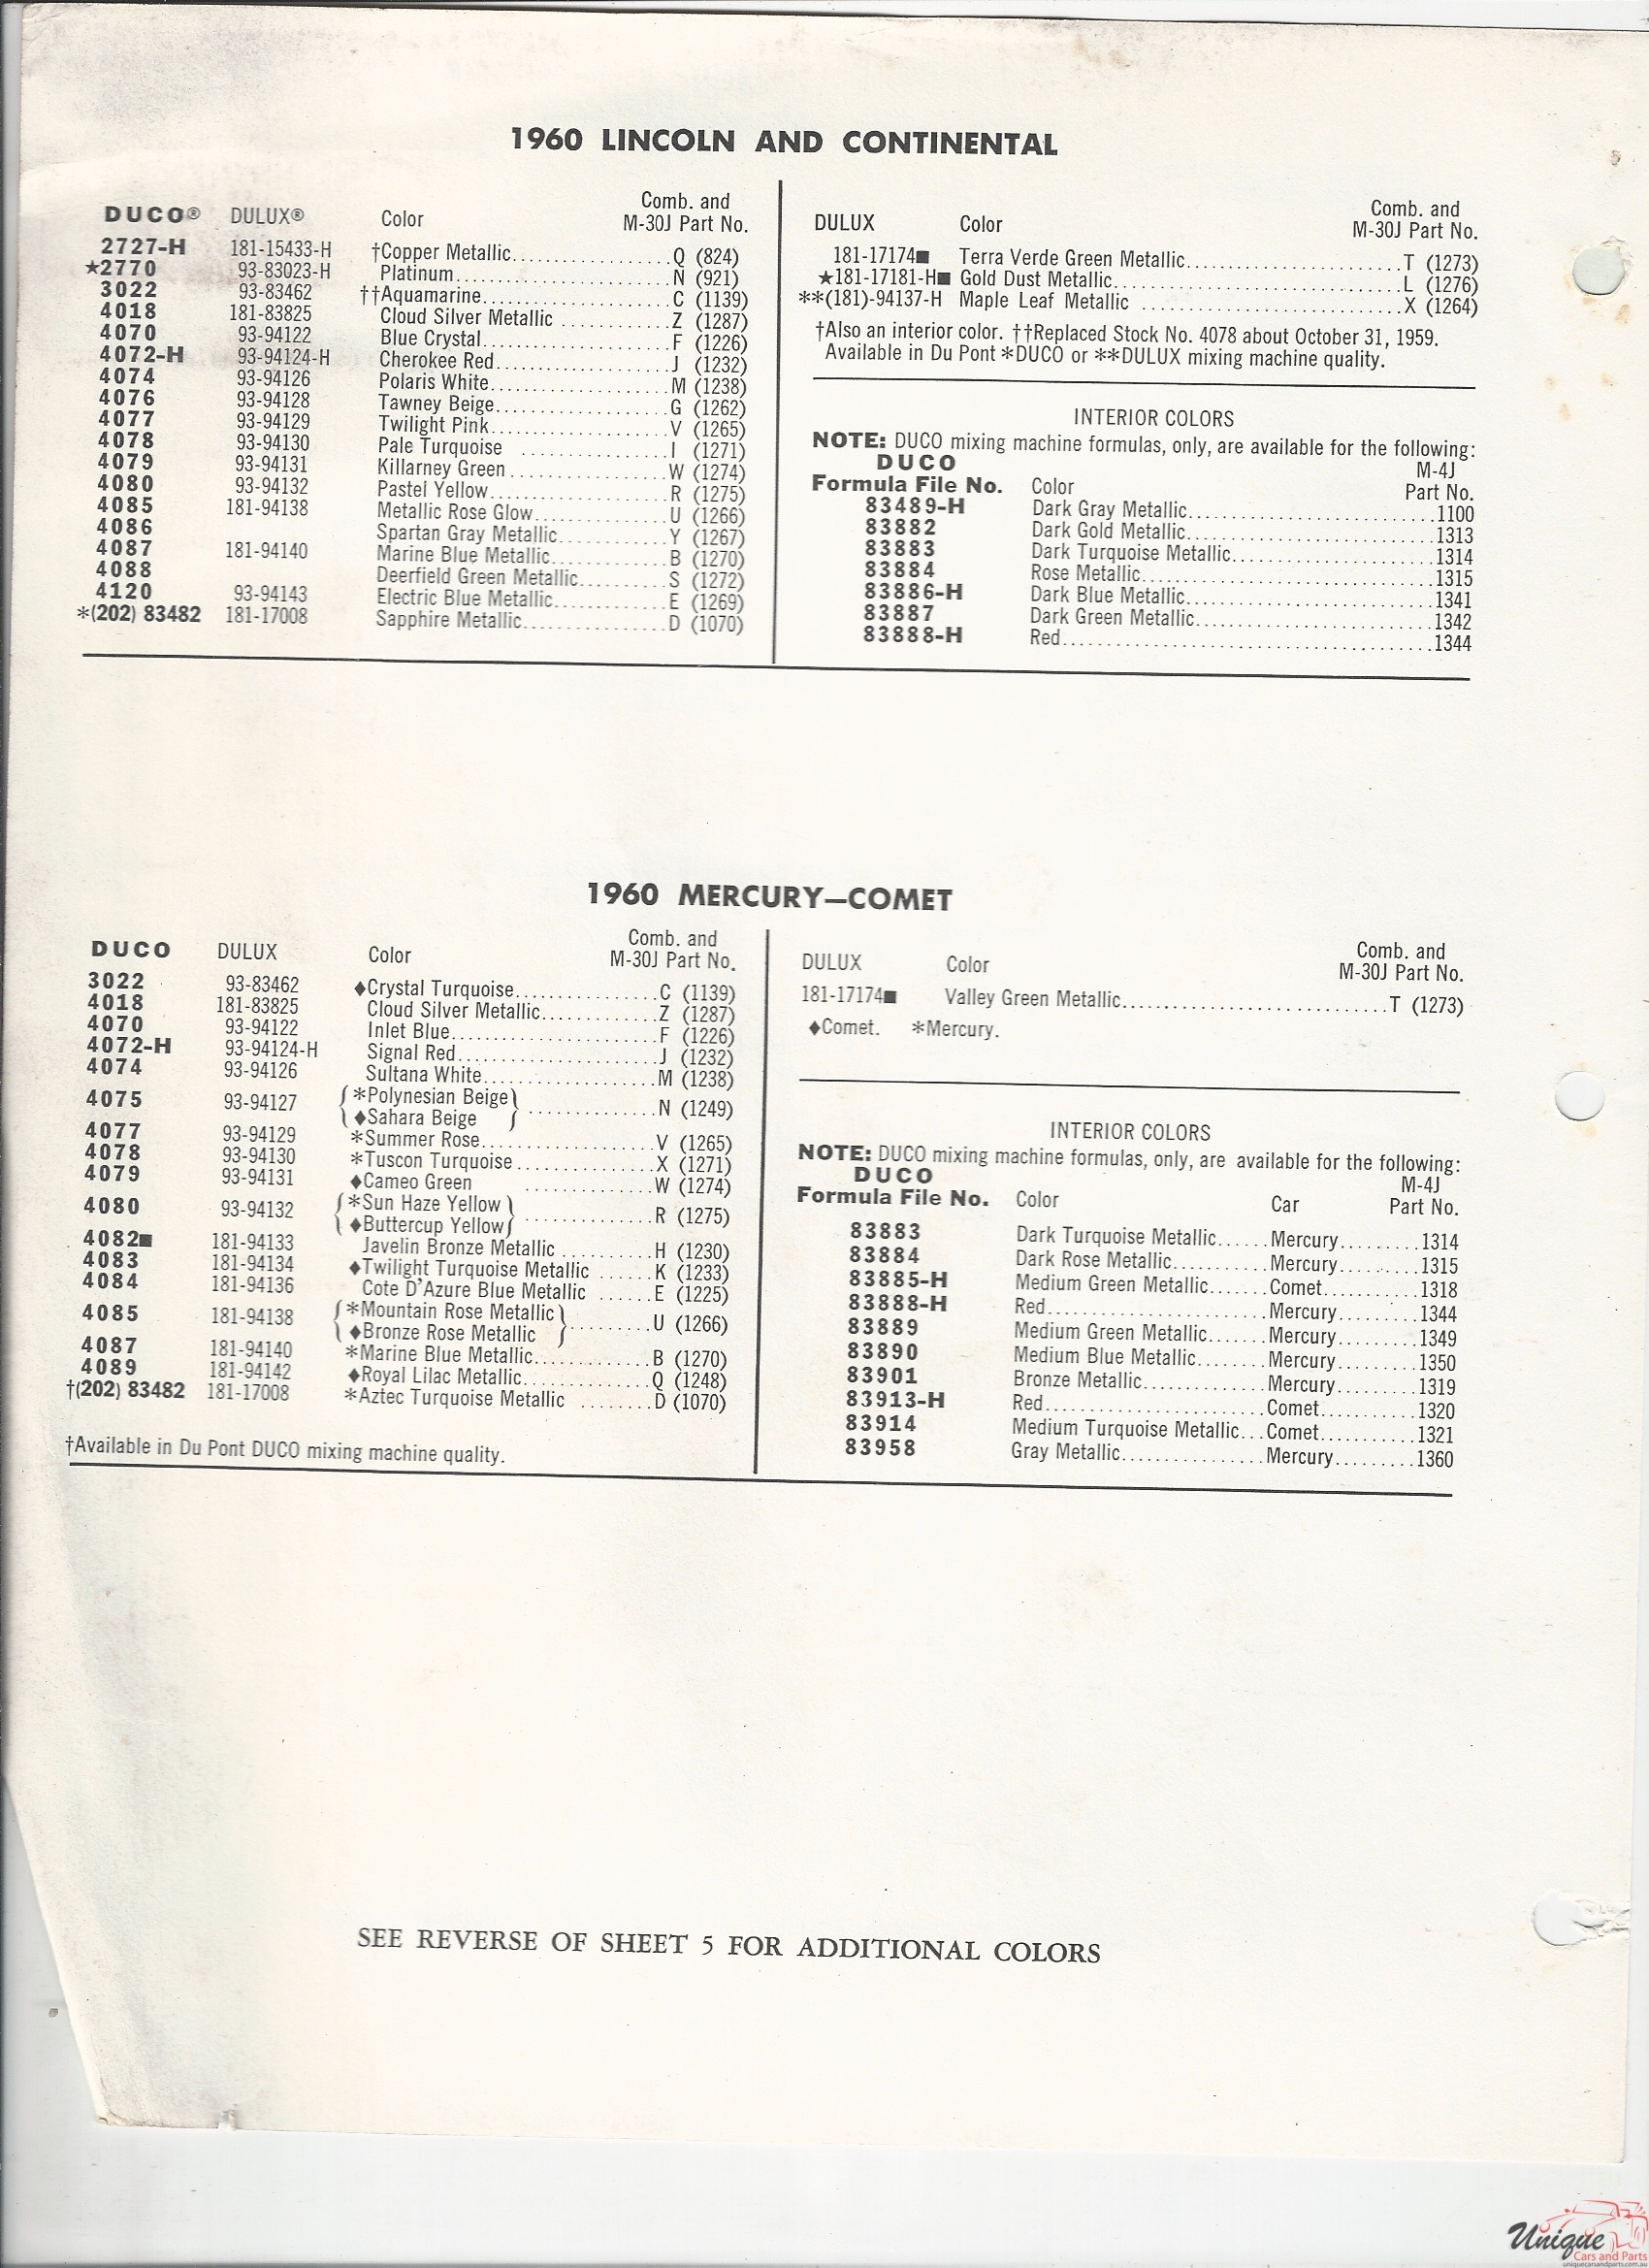 1960 LINCOLN AND CONTINENTAL
DUCO® DULUX® Color Comb. and M-30J Part No.
2727-H 181-15433-H †Copper Metallic..............................Q (824)
★2770 93-83023-H Platinum..............................N (921)
3022 93-83462 ††Aquamarine..............................C (1139)
4018 181-83825 Cloud Silver Metallic ..............Z (1287)
4070 93-94122 Blue Crystal..............................F (1226)
4072-H 93-94124-H Cherokee Red..............................J (1232)
4074 93-94126 Polaris White..............................M (1238)
4076 93-94128 Tawney Beige..............................G (1262)
4077 93-94129 Twilight Pink..............................V (1265)
4078 93-94130 Pale Turquoise ..............................I (1271)
4079 93-94131 Killarney Green ..............................W (1274)
4080 93-94132 Pastel Yellow..............................R (1275)
4085 181-94138 Metallic Rose Glow....................U (1266)
4086 Spartan Gray Metallic................Y (1267)
4087 181-94140 Marine Blue Metallic................B (1270)
4088 Deerfield Green Metallic............S (1272)
4120 93-94143 Electric Blue Metallic................E (1269)
*(202) 83482 181-17008 Sapphire Metallic......................D (1070)
DULUX Color Comb. and M-30J Part No.
181-17174■ Terra Verde Green Metallic..............................T (1273)
★181-17181-H■ Gold Dust Metallic..............................L (1276)
**(181)-94137-H Maple Leaf Metallic ..............................X (1264)
†Also an interior color. ††Replaced Stock No. 4078 about October 31, 1959.
Available in Du Pont *DUCO or **DULUX mixing machine quality.
INTERIOR COLORS
NOTE: DUCO mixing machine formulas, only, are available for the following:
DUCO Formula File No. Color M-4J Part No.
83489-H Dark Gray Metallic..............................1100
83882 Dark Gold Metallic..............................1313
83883 Dark Turquoise Metallic..............................1314
83884 Rose Metallic..............................1315
83886-H Dark Blue Metallic..............................1341
83887 Dark Green Metallic..............................1342
83888-H Red..............................1344
1960 MERCURY—COMET
DUCO DULUX Color Comb. and M-30J Part No.
3022 93-83462 ♦Crystal Turquoise....................C (1139)
4018 181-83825 Cloud Silver Metallic................Z (1287)
4070 93-94122 Inlet Blue..............................F (1226)
4072-H 93-94124-H Signal Red..............................J (1232)
4074 93-94126 Sultana White..............................M (1238)
4075 93-94127 {*Polynesian Beige} ....................N (1249)
{♦Sahara Beige }
4077 93-94129 *Summer Rose..............................V (1265)
4078 93-94130 *Tuscon Turquoise....................X (1271)
4079 93-94131 ♦Cameo Green ....................W (1274)
4080 93-94132 {*Sun Haze Yellow } ....................R (1275)
{♦Buttercup Yellow}
4082■ 181-94133 Javelin Bronze Metallic ..........H (1230)
4083 181-94134 ♦Twilight Turquoise Metallic ......K (1233)
4084 181-94136 Cote D'Azure Blue Metallic ......E (1225)
4085 181-94138 {*Mountain Rose Metallic} ..........U (1266)
{♦Bronze Rose Metallic }
4087 181-94140 *Marine Blue Metallic................B (1270)
4089 181-94142 ♦Royal Lilac Metallic................Q (1248)
†(202) 83482 181-17008 *Aztec Turquoise Metallic ........D (1070)
†Available in Du Pont DUCO mixing machine quality.
DULUX Color Comb. and M-30J Part No.
181-17174■ Valley Green Metallic..............................T (1273)
♦Comet. *Mercury.
INTERIOR COLORS
NOTE: DUCO mixing machine formulas, only, are available for the following:
DUCO Formula File No. Color Car M-4J Part No.
83883 Dark Turquoise Metallic......Mercury..........1314
83884 Dark Rose Metallic..........Mercury..........1315
83885-H Medium Green Metallic........Comet............1318
83888-H Red..............................Mercury..........1344
83889 Medium Green Metallic.......Mercury..........1349
83890 Medium Blue Metallic.........Mercury..........1350
83901 Bronze Metallic..............Mercury..........1319
83913-H Red..............................Comet............1320
83914 Medium Turquoise Metallic...Comet............1321
83958 Gray Metallic................Mercury..........1360
SEE REVERSE OF SHEET 5 FOR ADDITIONAL COLORS
Unique
Cars and Parts
uniquecarsandparts.com.au